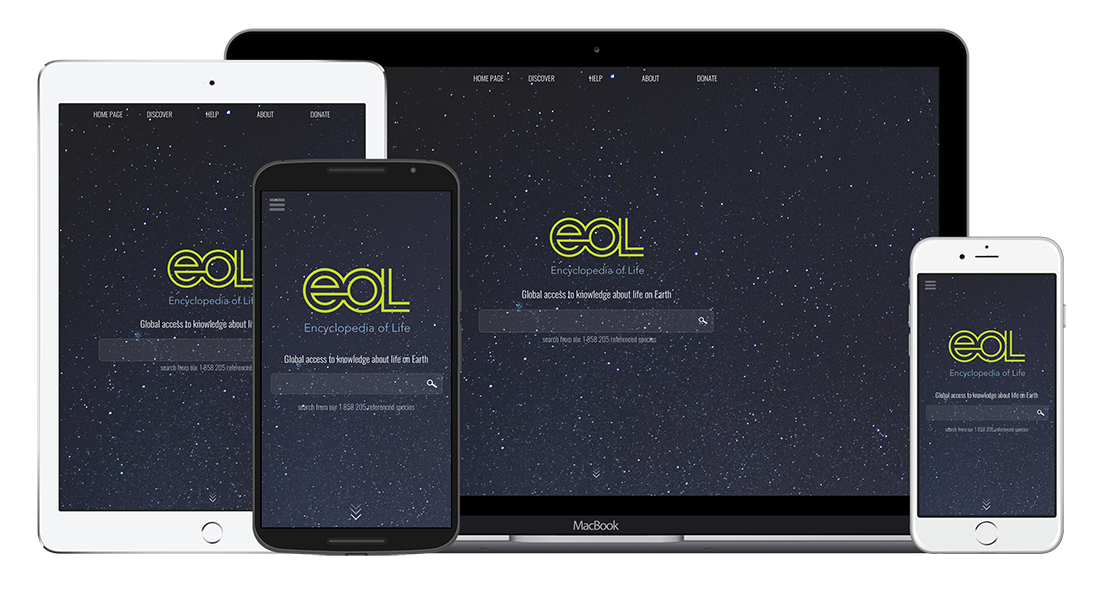 HOME PAGE DISCOVER HELP ABOUT DONATE
eol
Encyclopedia of Life
Global access to knowledge about life on Earth
search from our 1 858 205 referenced species
MacBook
HOME PAGE DISCOVER HELP ABOUT DONATE
eol
Encyclopedia of Lif
Global access to knowledge about li
search from our 1 858 205 referenced
eol
Encyclopedia of Life
Global access to knowledge about life on Earth
search from our 1 858 205 referenced species
eol
Encyclopedia of Life
Global access to knowledge about life on Earth
search from our 1 858 205 referenced species